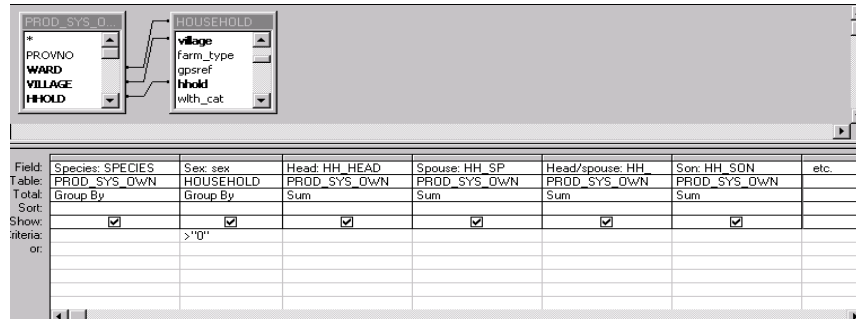 PROD_SYS_O...
*
PROVNO
WARD
VILLAGE
HHOLD
HOUSEHOLD
village
farm_type
gpsref
hhold
wlth_cat
Field: Species: SPECIES Sex: sex Head: HH_HEAD Spouse: HH_SP Head/spouse: HH_ Son: HH_SON etc.
Table: PROD_SYS_OWN HOUSEHOLD PROD_SYS_OWN PROD_SYS_OWN PROD_SYS_OWN PROD_SYS_OWN
Total: Group By Group By Sum Sum Sum Sum
Sort:
Show:
Criteria: >"0"
or: